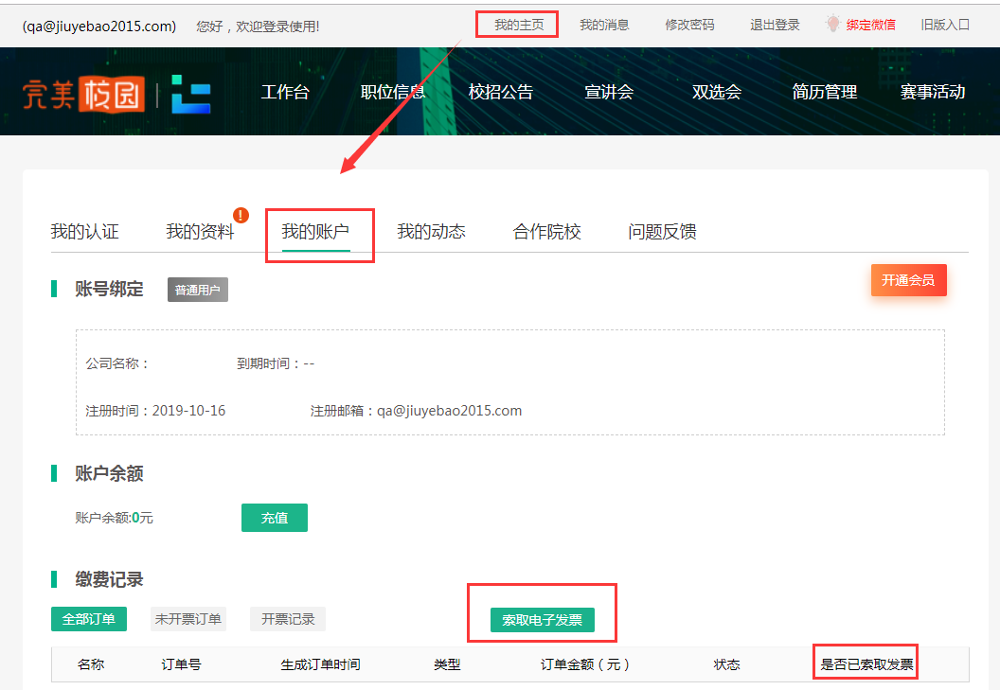 (qa@jiuyebao2015.com) 您好，欢迎登录使用! 我的主页 我的消息 修改密码 退出登录 绑定微信 旧版入口
完美校园 工作台 职位信息 校招公告 宣讲会 双选会 简历管理 赛事活动
我的认证 我的资料 ! 我的账户 我的动态 合作院校 问题反馈
账号绑定 普通用户 开通会员
公司名称： 到期时间：--
注册时间：2019-10-16 注册邮箱：qa@jiuyebao2015.com
账户余额
账户余额:0元 充值
缴费记录
全部订单 未开票订单 开票记录 索取电子发票
名称 订单号 生成订单时间 类型 订单金额（元） 状态 是否已索取发票